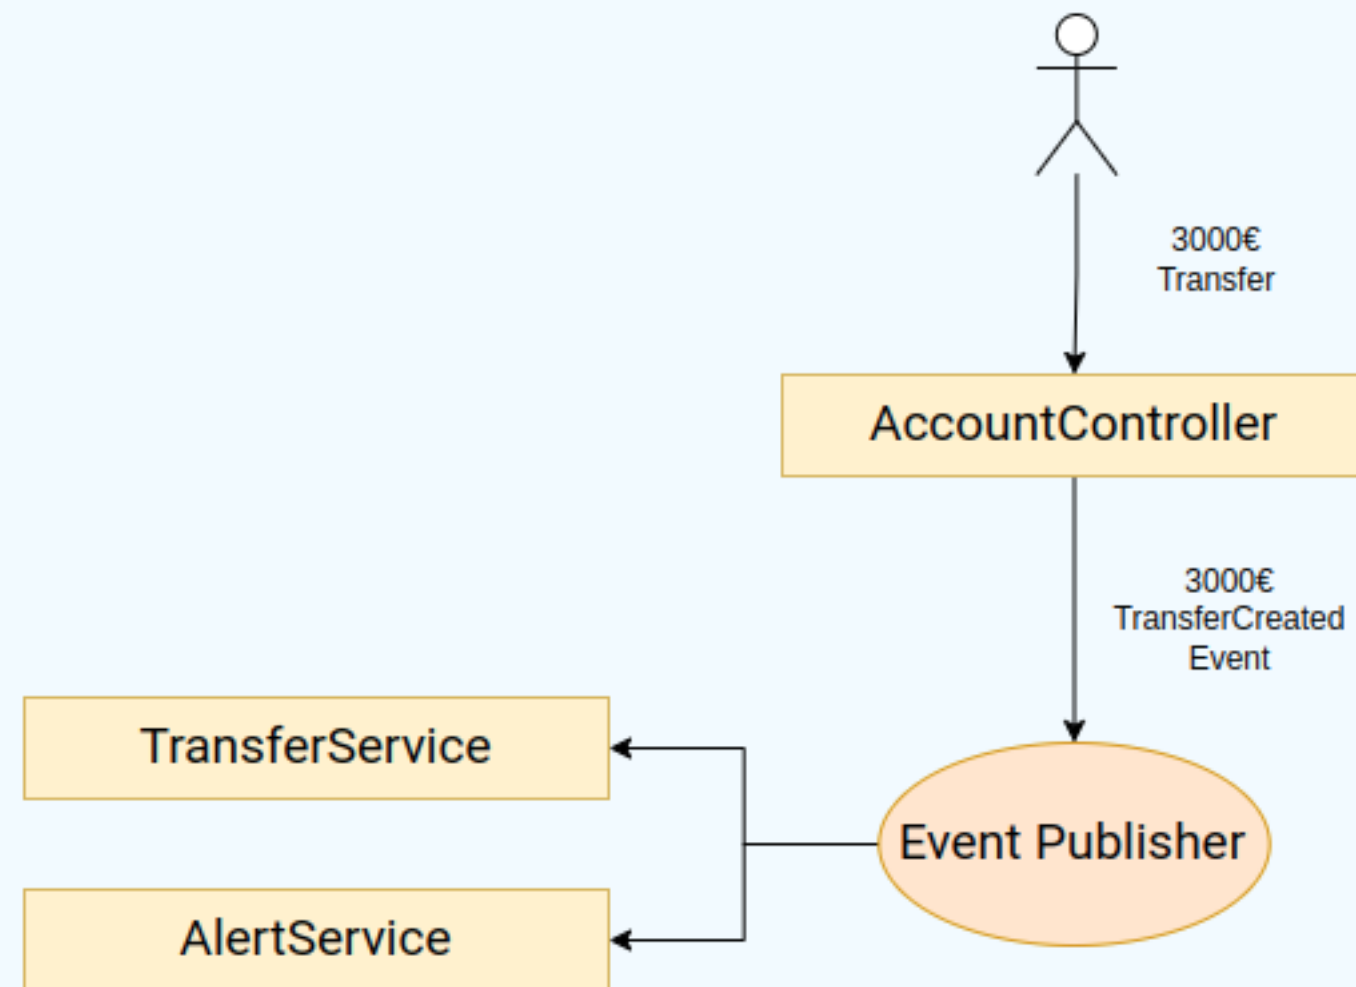 3000€
Transfer
AccountController
3000€
TransferCreated
Event
TransferService
Event Publisher
AlertService